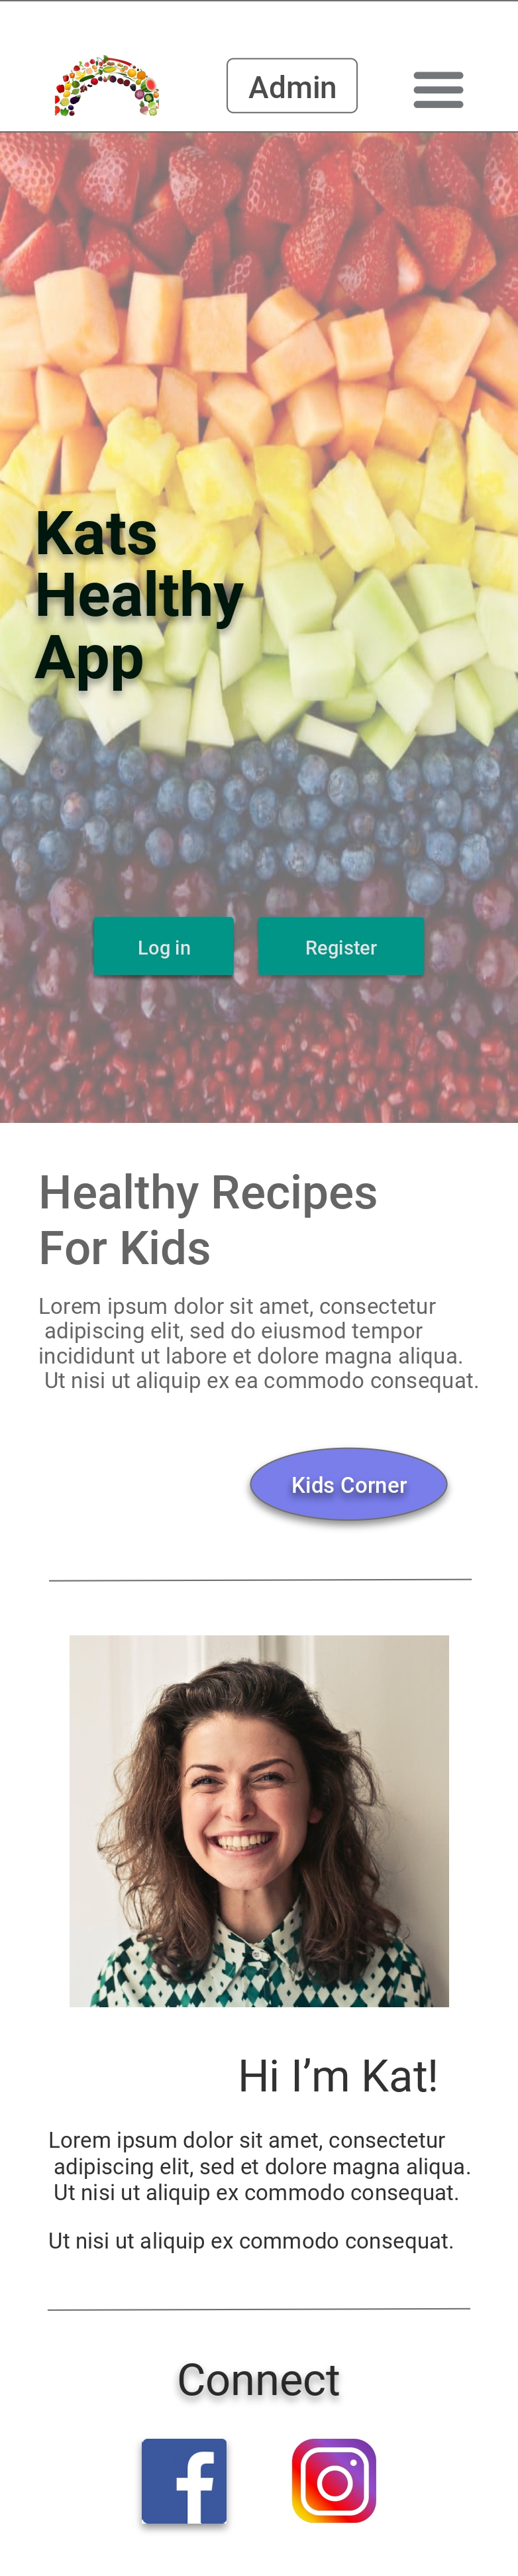 Admin
Kats
Healthy
App
Log in
Register
Healthy Recipes
For Kids
Lorem ipsum dolor sit amet, consectetur
adipiscing elit, sed do eiusmod tempor
incididunt ut labore et dolore magna aliqua.
Ut nisi ut aliquip ex ea commodo consequat.
Kids Corner
Hi I’m Kat!
Lorem ipsum dolor sit amet, consectetur
adipiscing elit, sed et dolore magna aliqua.
Ut nisi ut aliquip ex commodo consequat.
Ut nisi ut aliquip ex commodo consequat.
Connect